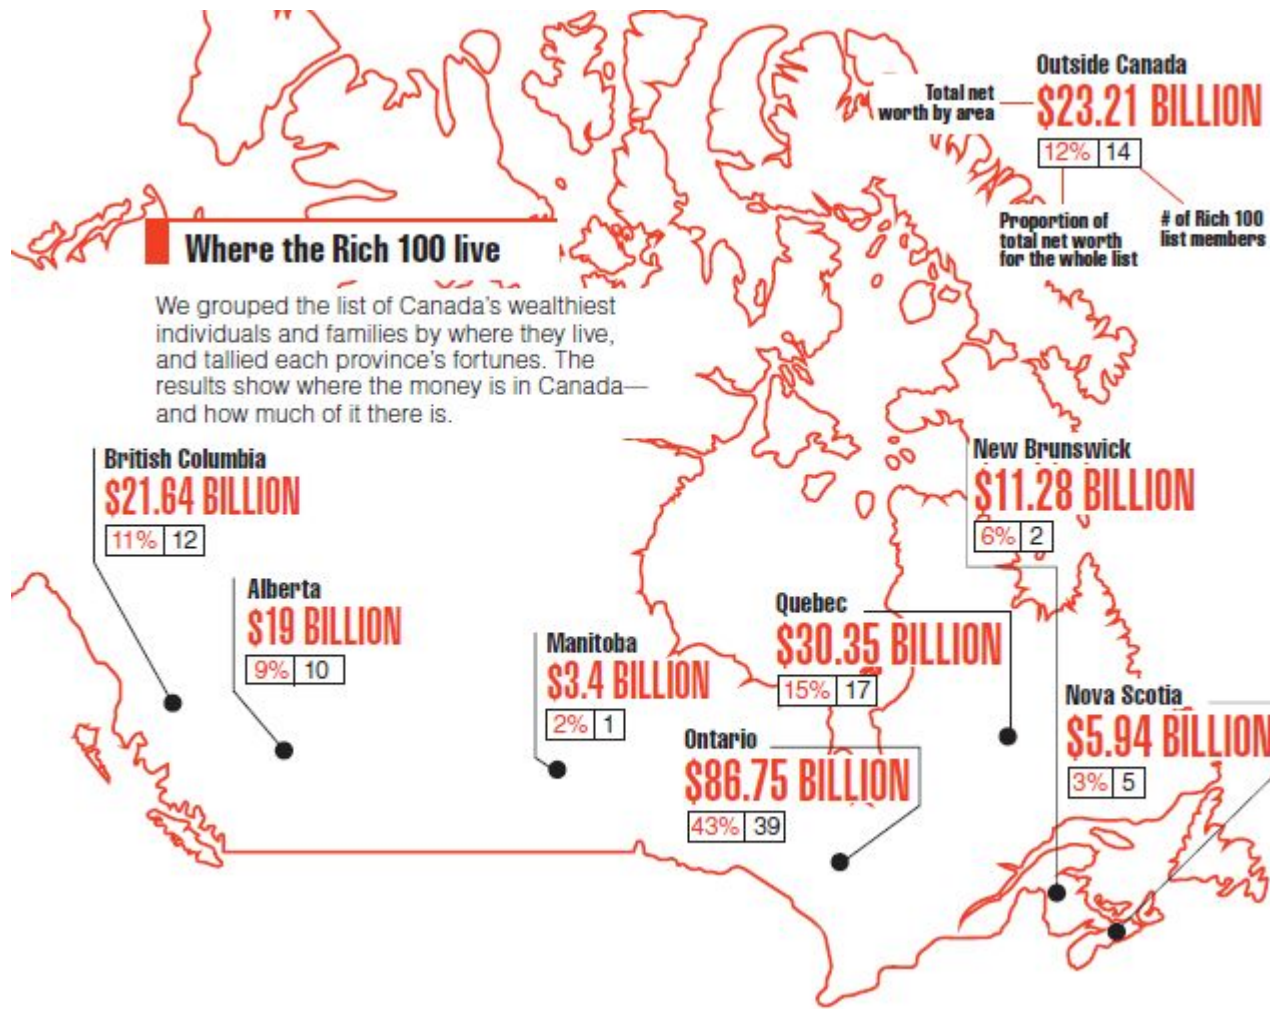 Outside Canada
Total net
worth by area
$23.21 BILLION
12% 14
Proportion of
total net worth
for the whole list
# of Rich 100
list members
Where the Rich 100 live
We grouped the list of Canada's wealthiest
individuals and families by where they live,
and tallied each province's fortunes. The
results show where the money is in Canada—
and how much of it there is.
British Columbia
$21.64 BILLION
11% 12
Alberta
$19 BILLION
9% 10
Manitoba
$3.4 BILLION
2% 1
Ontario
$86.75 BILLION
43% 39
Quebec
$30.35 BILLION
15% 17
New Brunswick
$11.28 BILLION
6% 2
Nova Scotia
$5.94 BILLION
3% 5